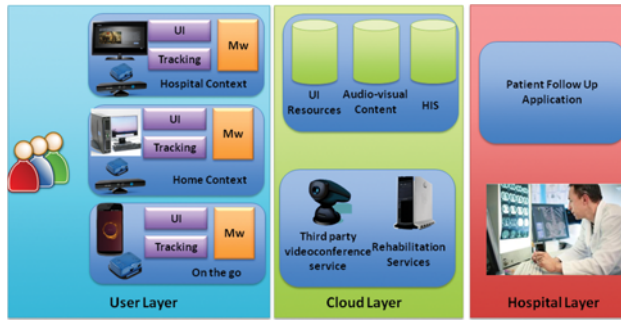 UI
Mw
Tracking
Hospital Context
UI
Mw
Tracking
Home Context
UI
Mw
Tracking
On the go
User Layer
UI
Resources
Audio-visual
Content
HIS
Third party
videoconference
service
Rehabilitation
Services
Cloud Layer
Patient Follow Up
Application
Hospital Layer